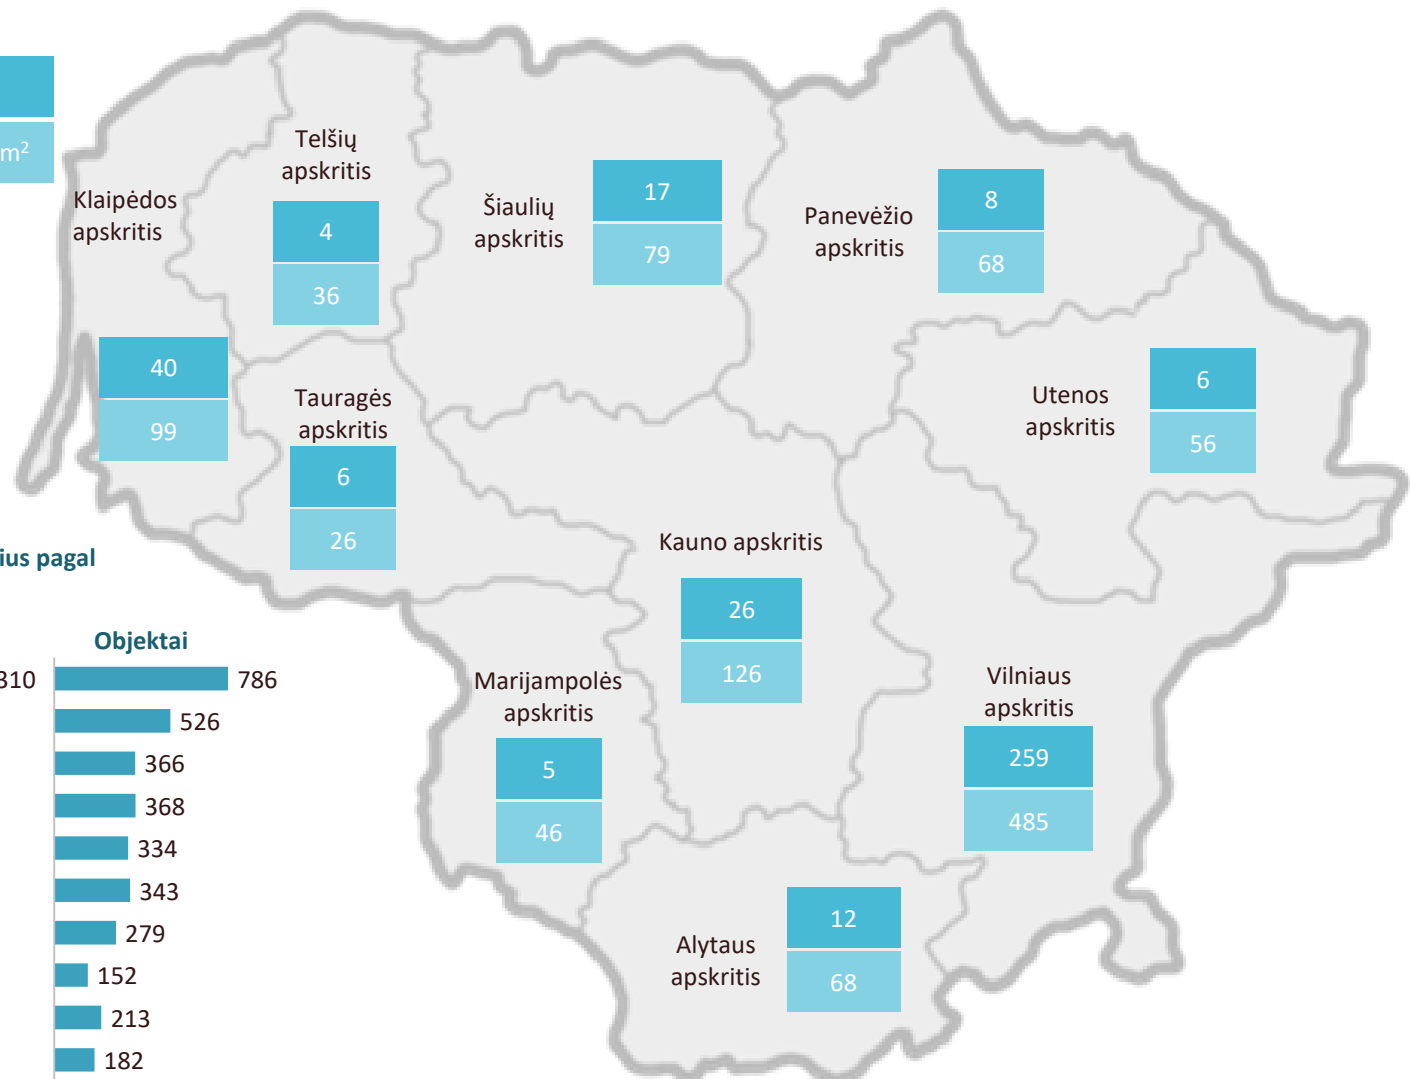 m²
Telšių
apskritis
4
36
Klaipėdos
apskritis
40
99
Šiaulių
apskritis
17
79
Panevėžio
apskritis
8
68
Utenos
apskritis
6
56
Tauragės
apskritis
6
26
Kauno apskritis
26
126
Marijampolės
apskritis
5
46
Vilniaus
apskritis
259
485
Alytaus
apskritis
12
68
ius pagal
Objektai
310 786
526
366
368
334
343
279
152
213
182